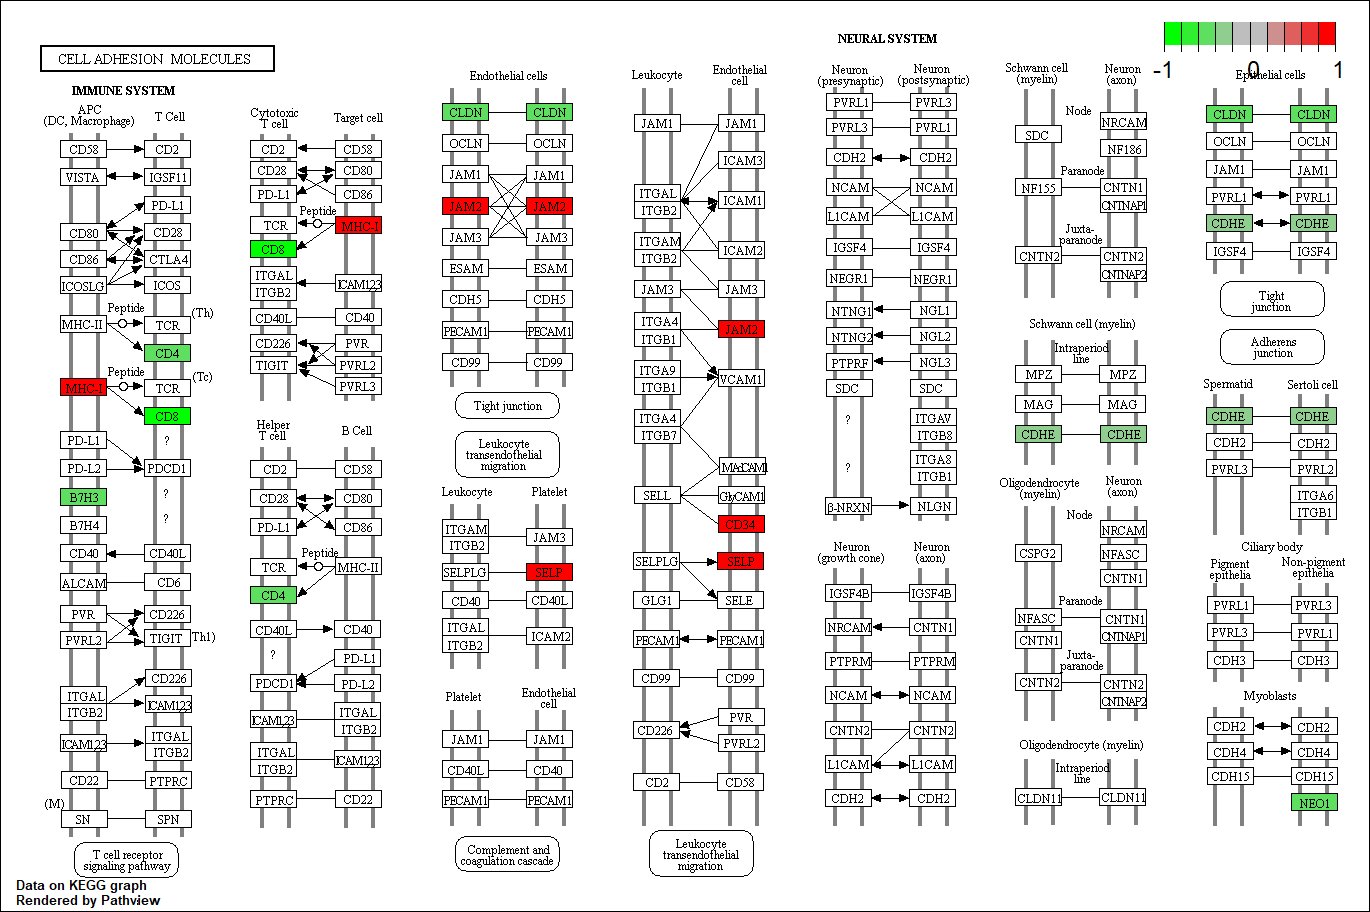 CELL ADHESION MOLECULES
NEURAL SYSTEM
-1
0
1
IMMUNE SYSTEM
APC
(DC, Macrophage)
T Cell
CD58
CD2
VISTA
IGSF11
PD-L1
CD80
CD28
CD86
CTLA4
ICOSLG
ICOS
Peptide
(Th)
MHC-II
TCR
CD4
Peptide
(Tc)
MHC-I
TCR
CD8
PD-L1
?
PD-L2
PDCD1
B7H3
?
B7H4
?
CD40
CD40L
ALCAM
CD6
PVR
CD226
PVRL2
TIGIT
Th1)
CD226
ITGAL
ITGB2
ICAM123
ICAM123
ITGAL
ITGB2
CD22
PTPRC
(M)
SN
SPN
T cell receptor
signaling pathway
Data on KEGG graph
Rendered by Pathview
Cytotoxic
T cell
Target cell
CD2
CD58
CD28
CD80
PD-L1
CD86
Peptide
TCR
MHC-I
CD8
ITGAL
ITGB2
ICAM123
CD40L
CD40
CD226
PVR
TIGIT
PVRL2
PVRL3
Helper
T cell
B Cell
CD2
CD58
CD28
CD80
PD-L1
CD86
Peptide
TCR
MHC-II
CD4
CD40L
CD40
?
PD-L1
PDCD1
PD-L2
ICAM123
ITGAL
ITGB2
ITGAL
ITGB2
ICAM123
PTPRC
CD22
Endothelial cells
CLDN
CLDN
OCLN
OCLN
JAM1
JAM1
JAM2
JAM2
JAM3
JAM3
ESAM
ESAM
CDH5
CDH5
PECAM1
PECAM1
CD99
CD99
Tight junction
Leukocyte
transendothelial
migration
Leukocyte
Platelet
ITGAM
ITGB2
JAM3
SELPLG
SELP
CD40
CD40L
ITGAL
ITGB2
ICAM2
Platelet
Endothelial
cell
JAM1
JAM1
CD40L
CD40
PECAM1
PECAM1
Complement and
coagulation cascade
Leukocyte
Endothelial
cell
JAM1
JAM1
ICAM3
ITGAL
ITGB2
ICAM1
ITGAM
ITGB2
ICAM2
JAM3
JAM3
ITGA4
ITGB1
JAM2
ITGA9
ITGB1
VCAM1
ITGA4
ITGB7
SELL
GlyCAM1
CD34
SELPLG
SELP
GLG1
SELE
PECAM1
PECAM1
CD99
CD99
CD226
PVR
PVRL2
CD2
CD58
Leukocyte
transendothelial
migration
Neuron
(presynaptic)
Neuron
(postsynaptic)
PVRL1
PVRL3
PVRL3
PVRL1
CDH2
CDH2
NCAM
NCAM
L1CAM
L1CAM
IGSF4
IGSF4
NEGR1
NEGR1
NTNG1
NGL1
NTNG2
NGL2
PTPRF
NGL3
SDC
SDC
?
ITGAV
ITGB8
?
ITGA8
ITGB1
β-NRXN
NLGN
Neuron
(growth cone)
Neuron
(axon)
IGSF4B
IGSF4B
NRCAM
CNTN1
PTPRM
PTPRM
NCAM
NCAM
CNTN2
CNTN2
L1CAM
L1CAM
CDH2
CDH2
Schwann cell
(myelin)
Neuron
(axon)
Node
NRCAM
SDC
NF186
Paranode
NF155
CNTN1
CNTNAP1
Juxta-
paranode
CNTN2
CNTN2
CNTNAP2
Schwann cell (myelin)
Intraperiod
line
MPZ
MPZ
MAG
MAG
CDHE
CDHE
Oligodendrocyte
(myelin)
Neuron
(axon)
Node
NRCAM
CSPG2
NFASC
CNTN1
Paranode
NFASC
CNTN1
CNTN1
CNTNAP1
Juxta-
paranode
CNTN2
CNTN2
CNTNAP2
Oligodendrocyte (myelin)
Intraperiod
line
CLDN11
CLDN11
Epithelial cells
CLDN
CLDN
OCLN
OCLN
JAM1
JAM1
PVRL1
PVRL1
CDHE
CDHE
IGSF4
IGSF4
Tight
junction
Adherens
junction
Spermatid
Sertoli cell
CDHE
CDHE
CDH2
CDH2
PVRL3
PVRL2
ITGA6
ITGB1
Ciliary body
Pigment
epithelia
Non-pigment
epithelia
PVRL1
PVRL3
PVRL3
PVRL1
CDH3
CDH3
Myoblasts
CDH2
CDH2
CDH4
CDH4
CDH15
CDH15
NEO1